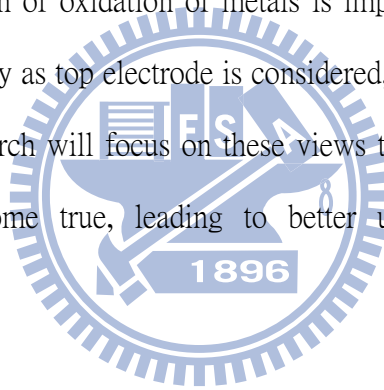 n of oxidation of metals is imp
y as top electrode is considered.
rch will focus on these views t
ome true, leading to better u
E S A
8
1896